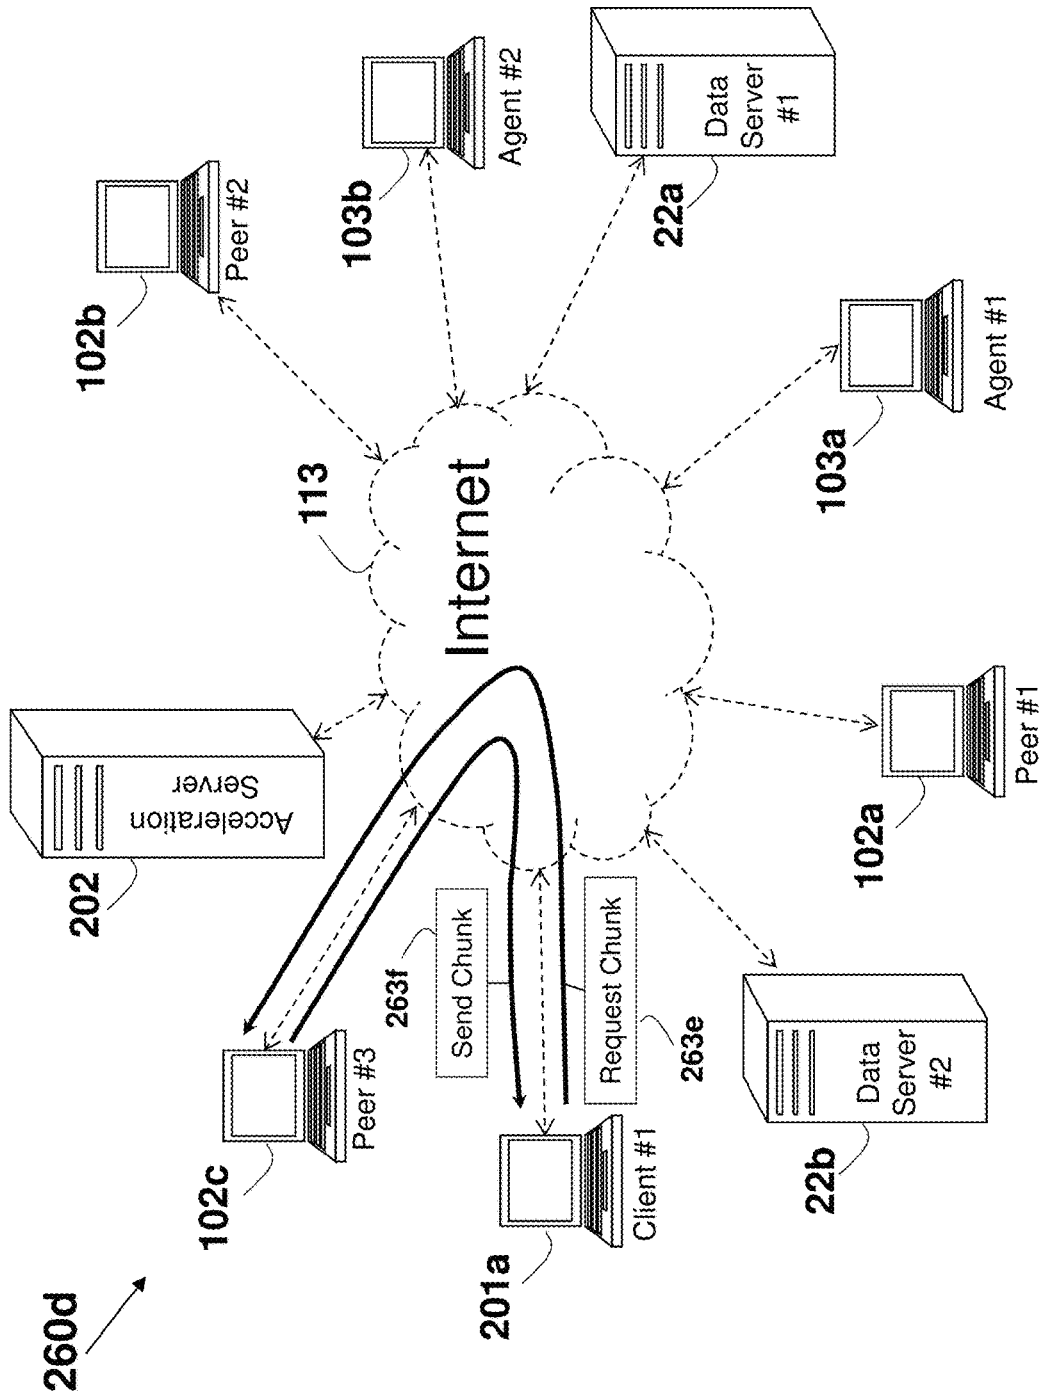 260d
102c
Peer #3
201a
Client #1
202
Acceleration
Server
263f
Send Chunk
Request Chunk
263e
22b
Data
Server
#2
113
Internet
102a
Peer #1
102b
Peer #2
103b
Agent #2
22a
Data
Server
#1
103a
Agent #1